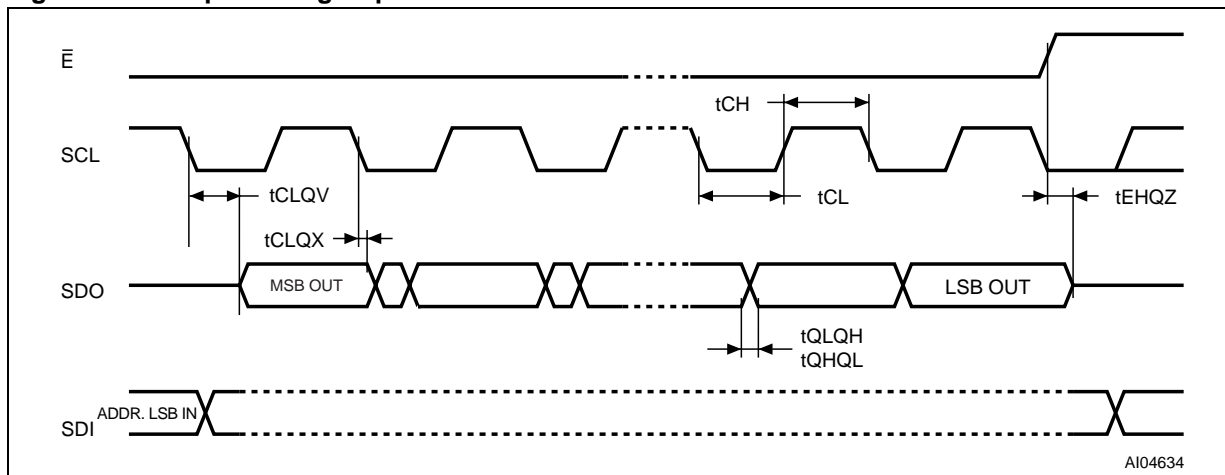 E̅
tCH
SCL
tCLQV
tCL
tEHQZ
tCLQX
SDO
MSB OUT
LSB OUT
tQLQH
tQHQL
ADDR. LSB IN
SDI
AI04634